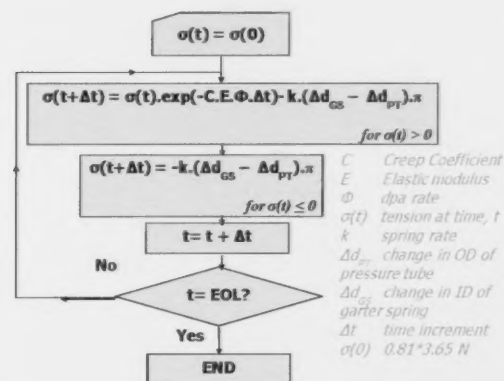 σ(t) = σ(0)
σ(t+Δt) = σ(t).exp(-C.E.Φ.Δt)- k.(Δd_GS − Δd_PT).π
for σ(t) > 0
σ(t+Δt) = -k.(Δd_GS − Δd_PT).π
for σ(t) ≤ 0
t= t + Δt
No
t= EOL?
Yes
END
C Creep Coefficient
E Elastic modulus
Φ dpa rate
σ(t) tension at time, t
k spring rate
Δd_PT change in OD of
pressure tube
Δd_GS change in ID of
garter spring
Δt time increment
σ(0) 0.81*3.65 N